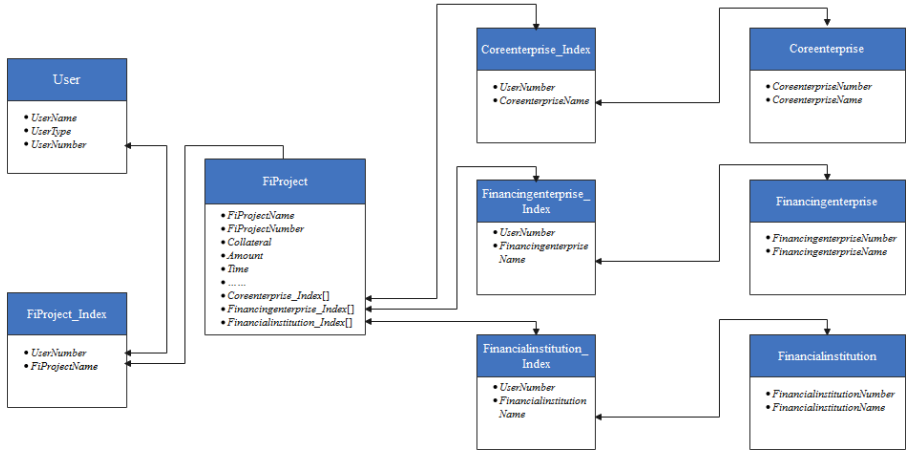 User
• UserName
• UserType
• UserNumber
FiProject_Index
• UserNumber
• FiProjectName
FiProject
• FiProjectName
• FiProjectNumber
• Collateral
• Amount
• Time
• ……
• Coreenterprise_Index[]
• Financingenterprise_Index[]
• Financialinstitution_Index[]
Coreenterprise_Index
• UserNumber
• CoreenterpriseName
Financingenterprise_
Index
• UserNumber
• Financingenterprise
Name
Financialinstitution_
Index
• UserNumber
• Financialinstitution
Name
Coreenterprise
• CoreenterpriseNumber
• CoreenterpriseName
Financingenterprise
• FinancingenterpriseNumber
• FinancingenterpriseName
Financialinstitution
• FinancialinstitutionNumber
• FinancialinstitutionName